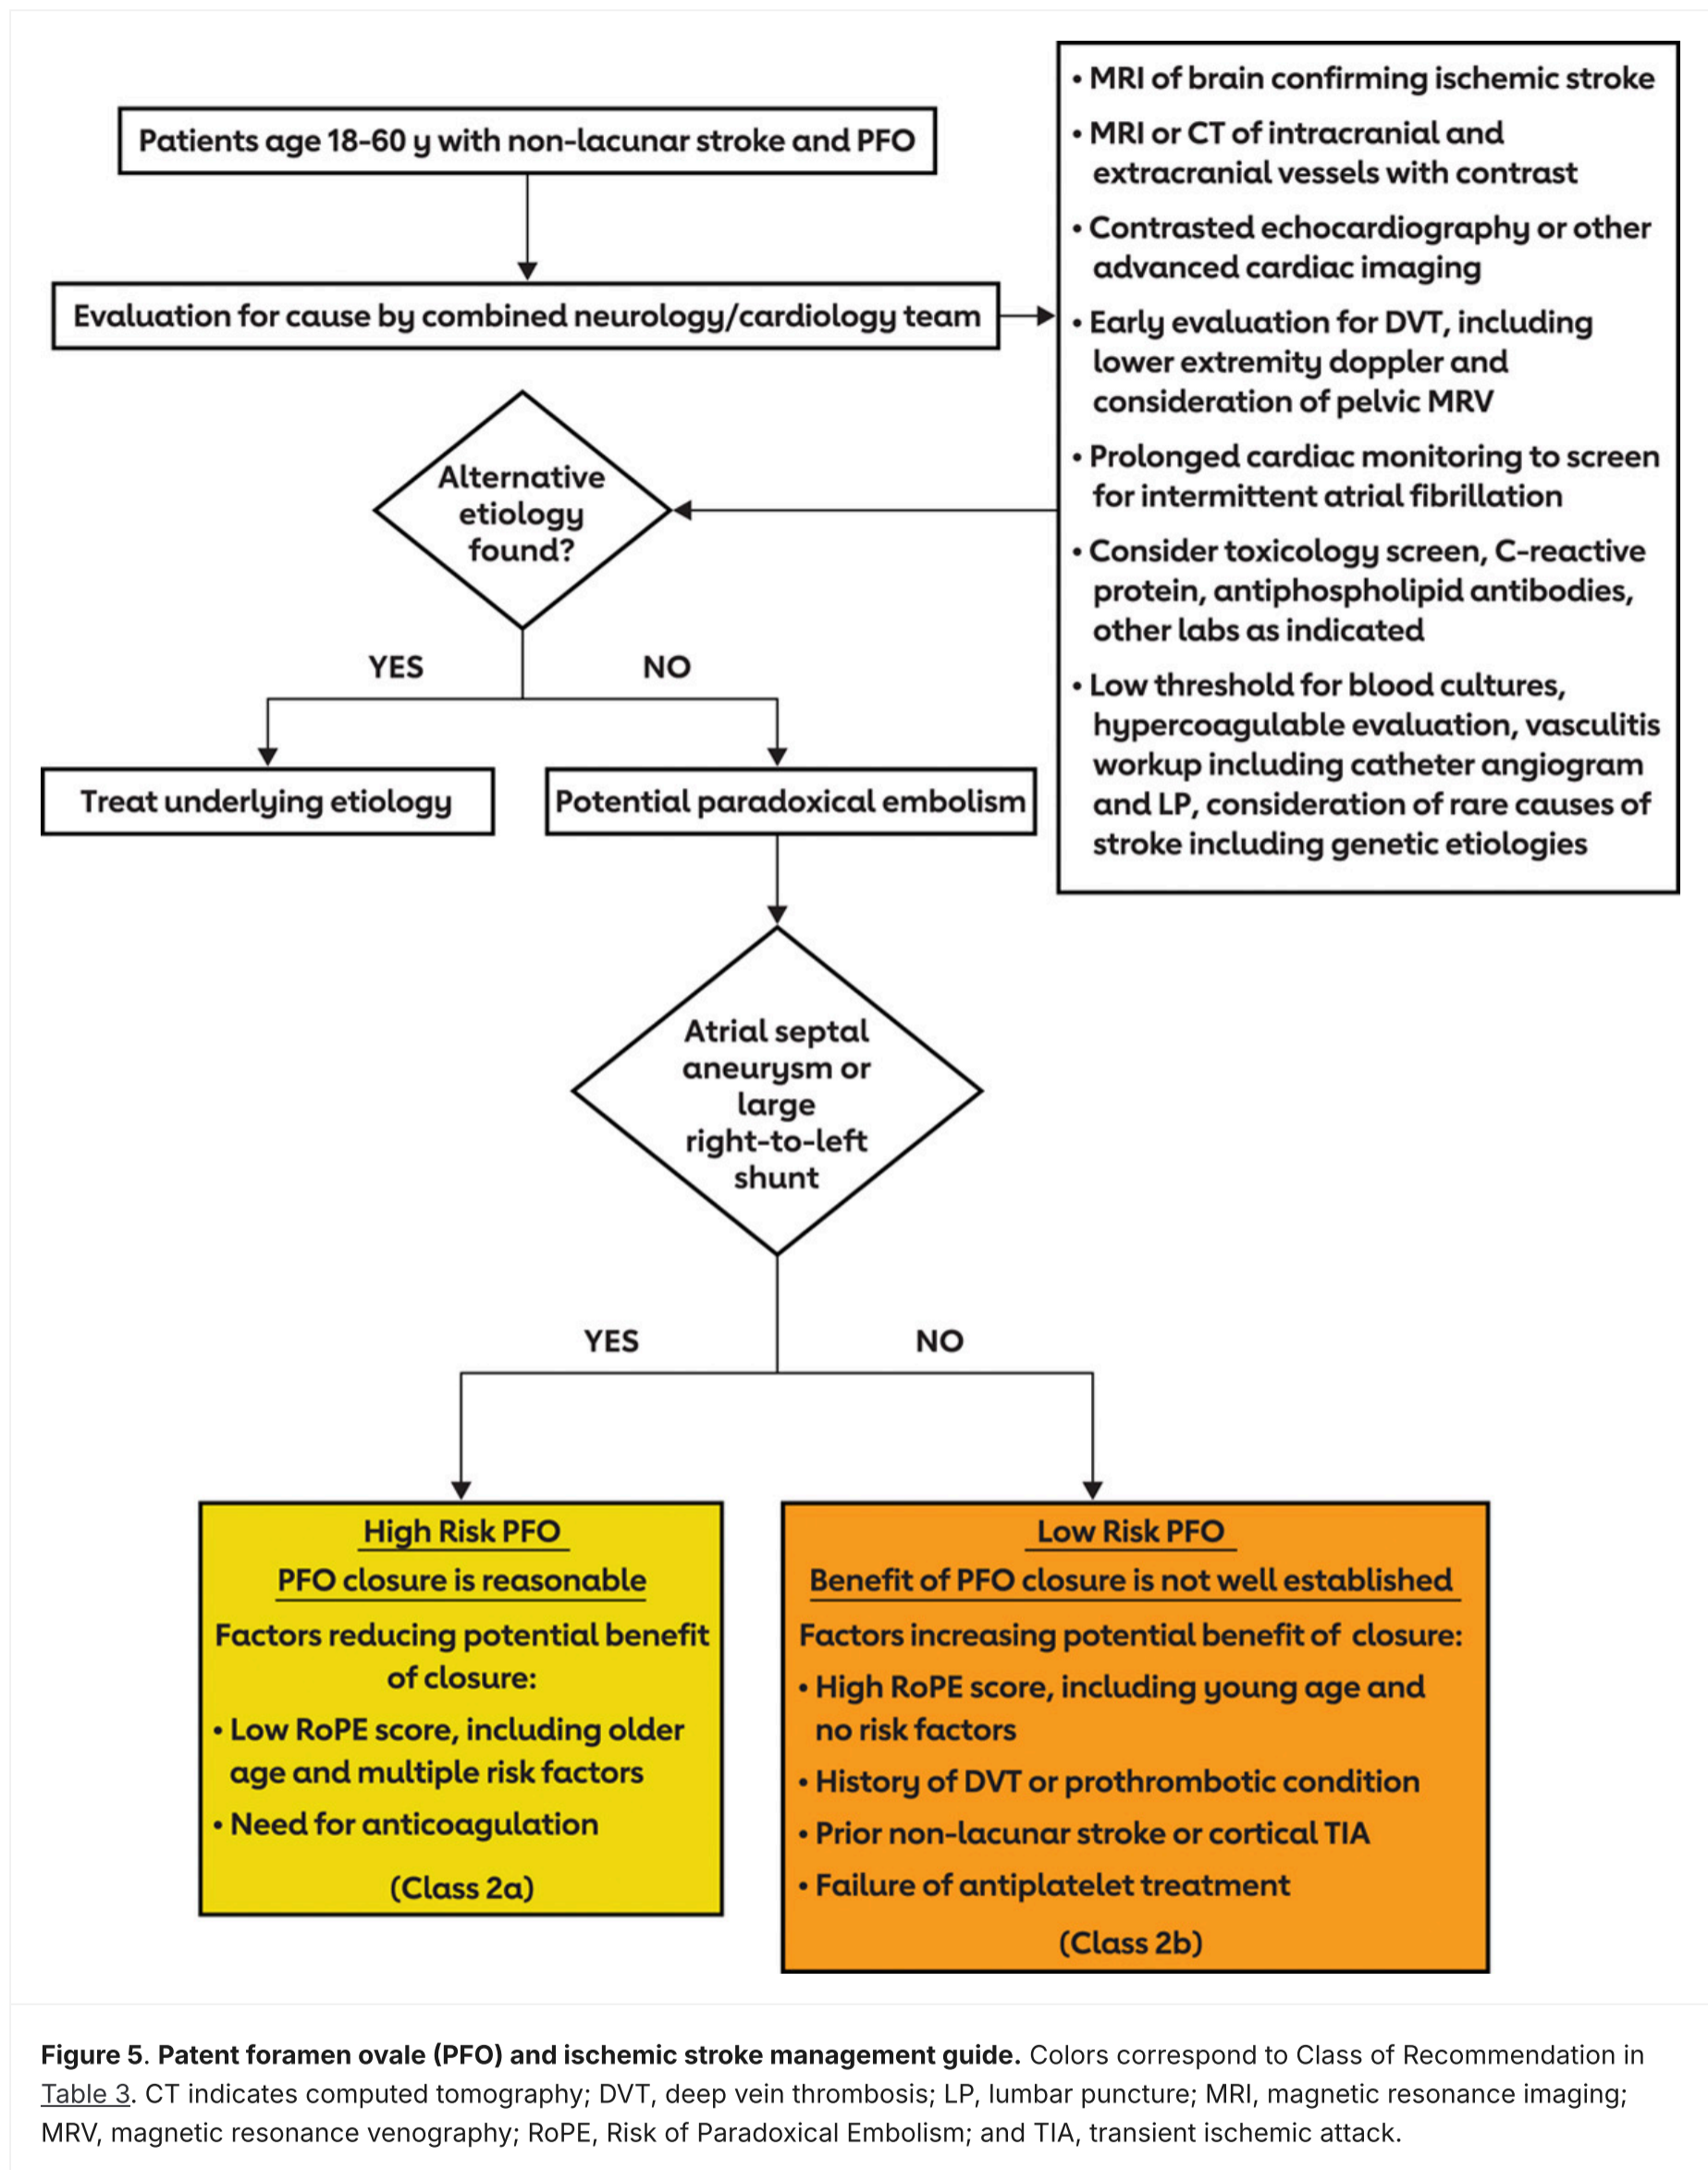 Patients age 18-60 y with non-lacunar stroke and PFO
Evaluation for cause by combined neurology/cardiology team
• MRI of brain confirming ischemic stroke
• MRI or CT of intracranial and
extracranial vessels with contrast
• Contrasted echocardiography or other
advanced cardiac imaging
• Early evaluation for DVT, including
lower extremity doppler and
consideration of pelvic MRV
• Prolonged cardiac monitoring to screen
for intermittent atrial fibrillation
• Consider toxicology screen, C-reactive
protein, antiphospholipid antibodies,
other labs as indicated
• Low threshold for blood cultures,
hypercoagulable evaluation, vasculitis
workup including catheter angiogram
and LP, consideration of rare causes of
stroke including genetic etiologies
Alternative
etiology
found?
YES
NO
Treat underlying etiology
Potential paradoxical embolism
Atrial septal
aneurysm or
large
right-to-left
shunt
YES
NO
High Risk PFO
PFO closure is reasonable
Factors reducing potential benefit
of closure:
• Low RoPE score, including older
age and multiple risk factors
• Need for anticoagulation
(Class 2a)
Low Risk PFO
Benefit of PFO closure is not well established
Factors increasing potential benefit of closure:
• High RoPE score, including young age and
no risk factors
• History of DVT or prothrombotic condition
• Prior non-lacunar stroke or cortical TIA
• Failure of antiplatelet treatment
(Class 2b)
Figure 5. Patent foramen ovale (PFO) and ischemic stroke management guide. Colors correspond to Class of Recommendation in
Table 3. CT indicates computed tomography; DVT, deep vein thrombosis; LP, lumbar puncture; MRI, magnetic resonance imaging;
MRV, magnetic resonance venography; RoPE, Risk of Paradoxical Embolism; and TIA, transient ischemic attack.